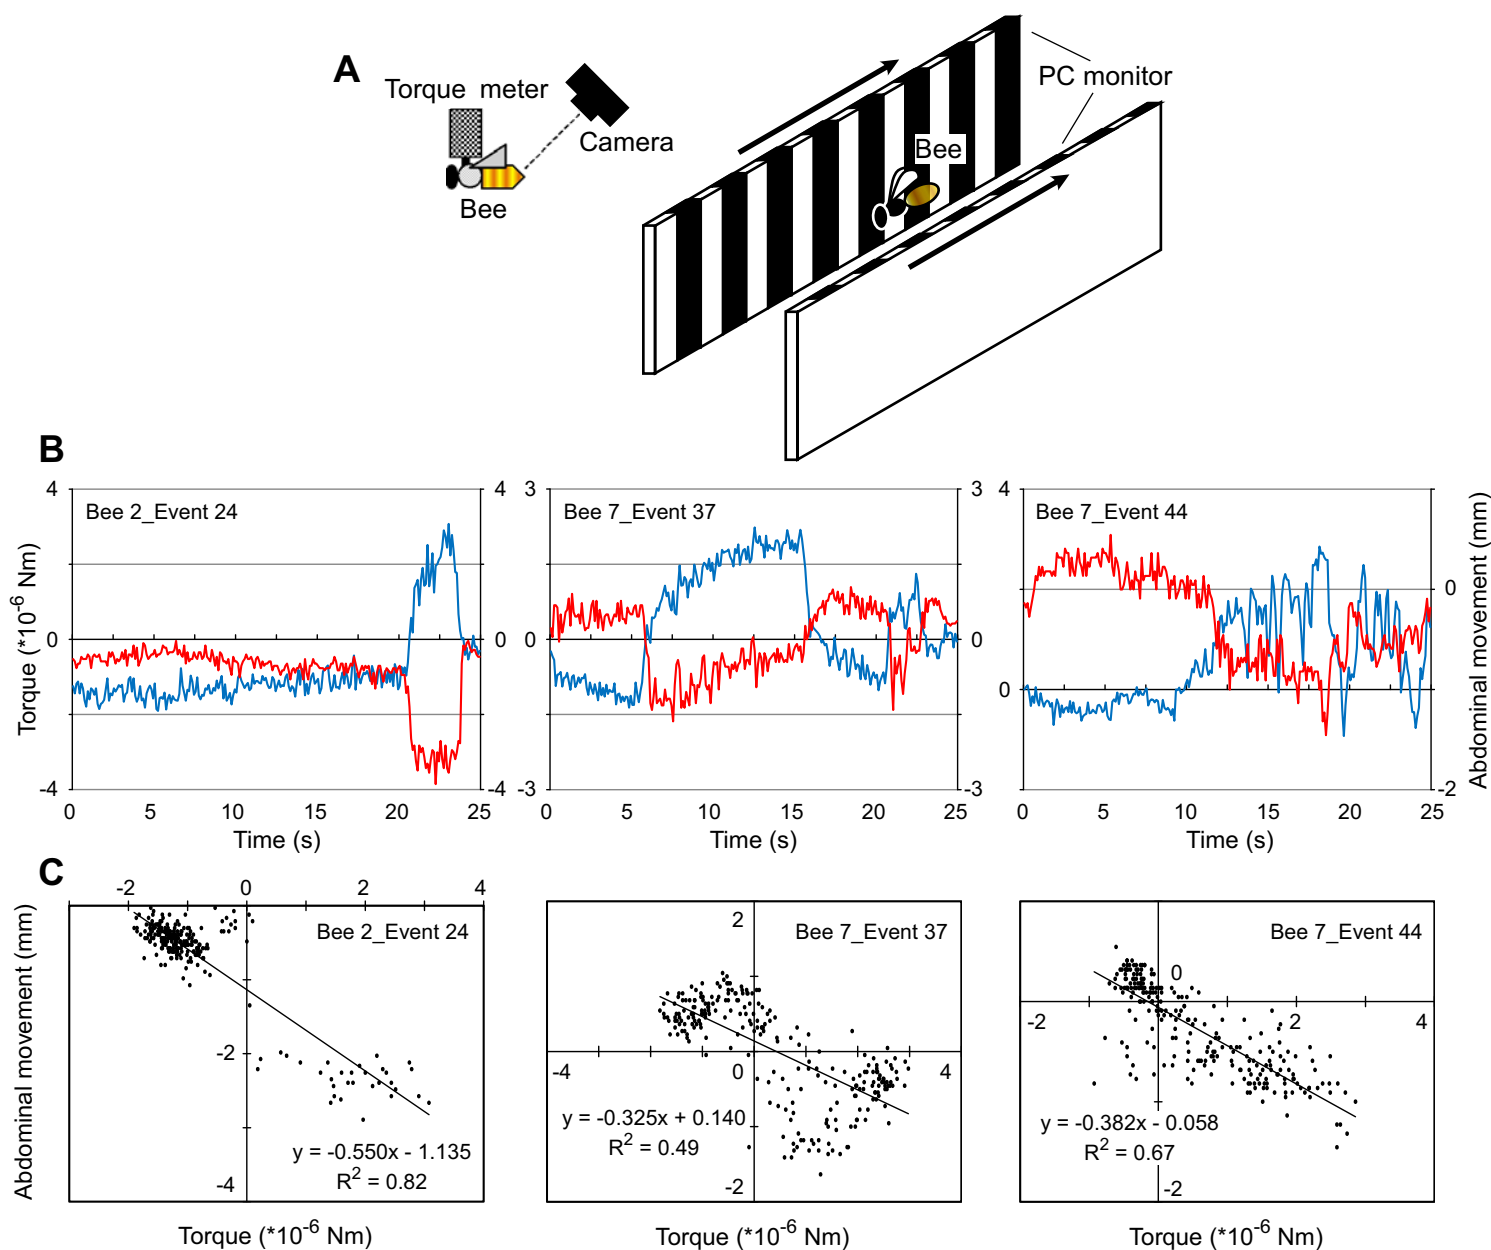 A
Torque meter
Camera
Bee
PC monitor
Bee
B
Torque (*10-6 Nm)
4
0
-4
Bee 2_Event 24
4
0
-4
0 5 10 15 20 25
Time (s)
3
0
-3
Bee 7_Event 37
3
0
-3
0 5 10 15 20 25
Time (s)
4
0
Bee 7_Event 44
0
-2
0 5 10 15 20 25
Time (s)
Abdominal movement (mm)
C
Abdominal movement (mm)
-2 0 2 4
Bee 2_Event 24
-2
-4
y = -0.550x - 1.135
R2 = 0.82
Torque (*10-6 Nm)
2
Bee 7_Event 37
-4 0 4
y = -0.325x + 0.140
R2 = 0.49
-2
Torque (*10-6 Nm)
Bee 7_Event 44
0
-2 2 4
y = -0.382x - 0.058
R2 = 0.67
-2
Torque (*10-6 Nm)